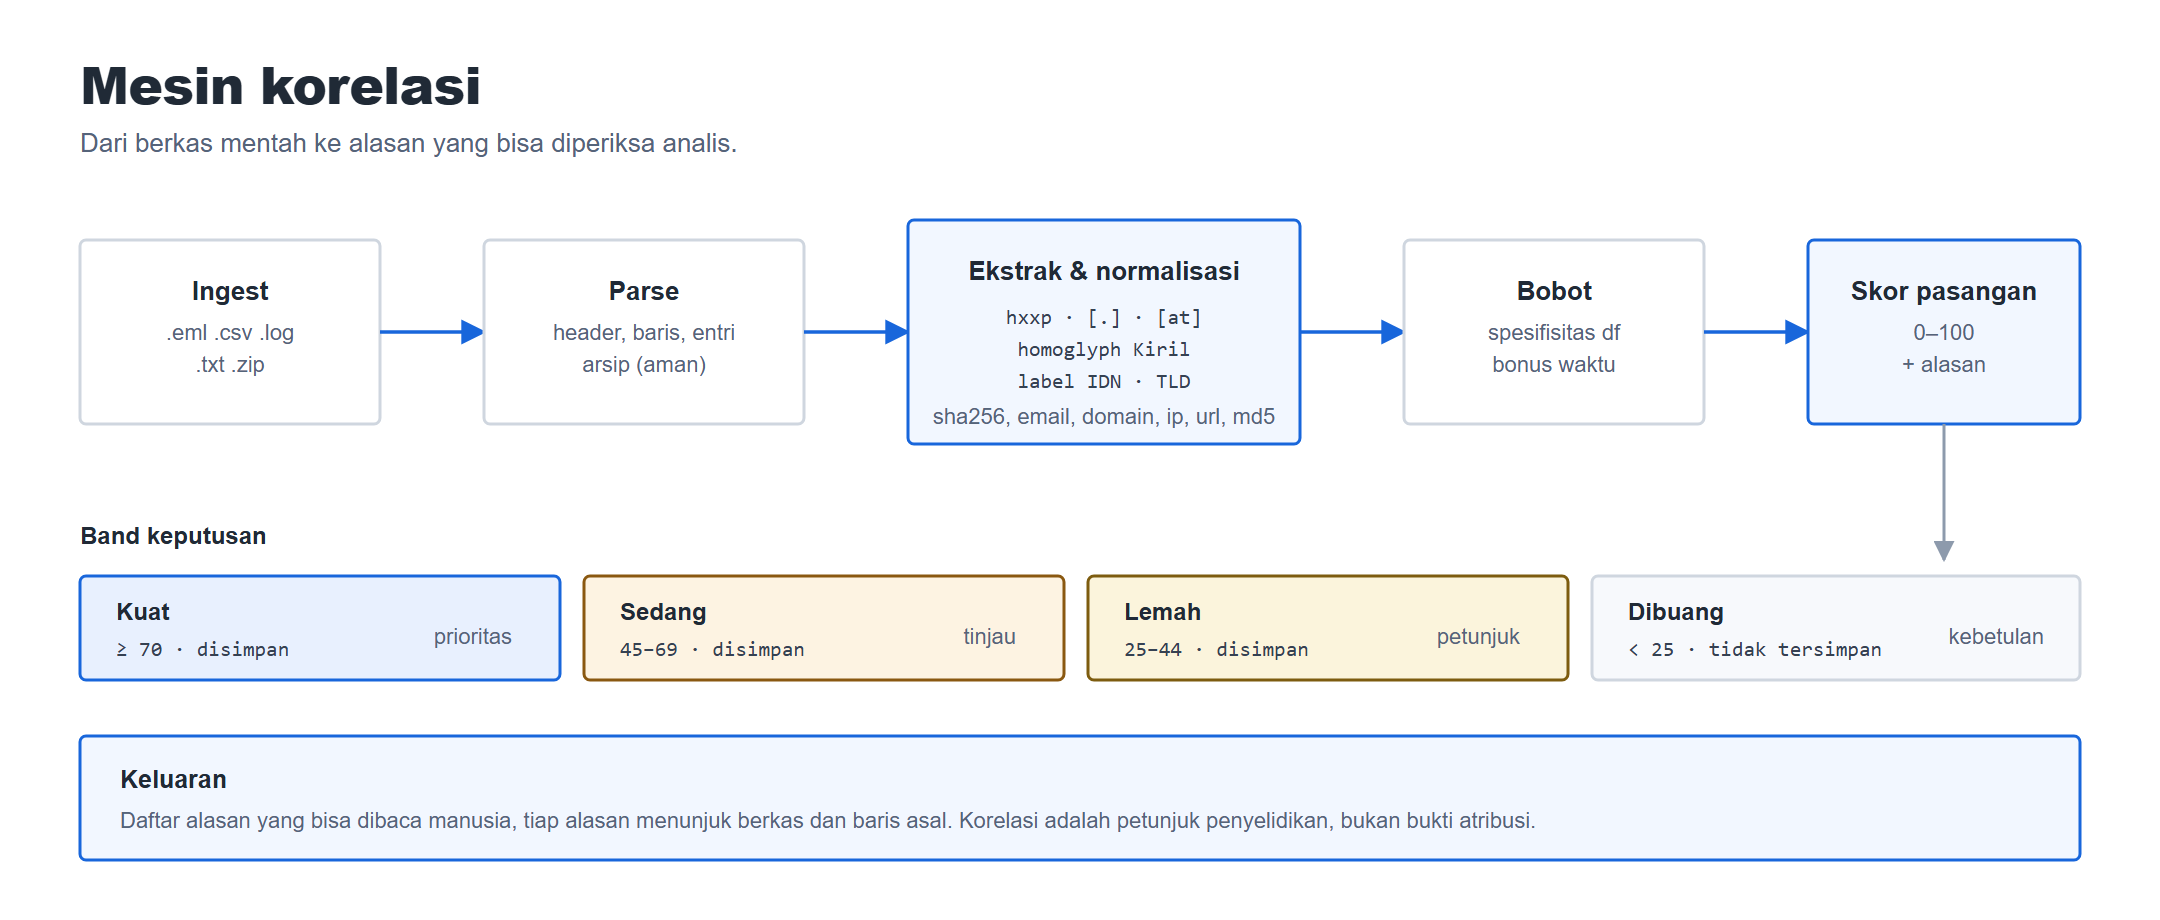 Mesin korelasi
Dari berkas mentah ke alasan yang bisa diperiksa analis.
Ingest
.eml .csv .log
.txt .zip
Parse
header, baris, entri
arsip (aman)
Ekstrak & normalisasi
hxxp · [.] · [at]
homoglyph Kiril
label IDN · TLD
sha256, email, domain, ip, url, md5
Bobot
spesifisitas df
bonus waktu
Skor pasangan
0–100
+ alasan
Band keputusan
Kuat
≥ 70 · disimpan
prioritas
Sedang
45–69 · disimpan
tinjau
Lemah
25–44 · disimpan
petunjuk
Dibuang
< 25 · tidak tersimpan
kebetulan
Keluaran
Daftar alasan yang bisa dibaca manusia, tiap alasan menunjuk berkas dan baris asal. Korelasi adalah petunjuk penyelidikan, bukan bukti atribusi.